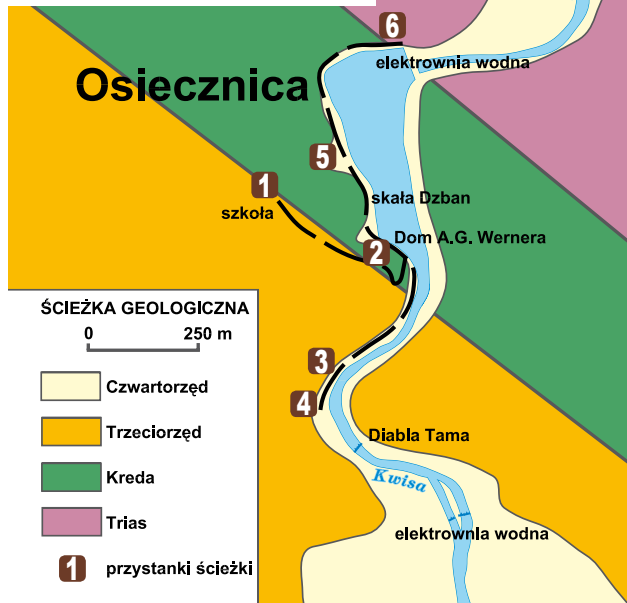 6
elektrownia wodna
Osiecznica
5
1
skała Dzban
szkoła
Dom A.G. Wernera
2
ŚCIEŻKA GEOLOGICZNA
0 250 m
3
Czwartorzęd
4
Trzeciorzęd
Diabla Tama
Kwisa
Kreda
Trias
elektrownia wodna
1 przystanki ścieżki